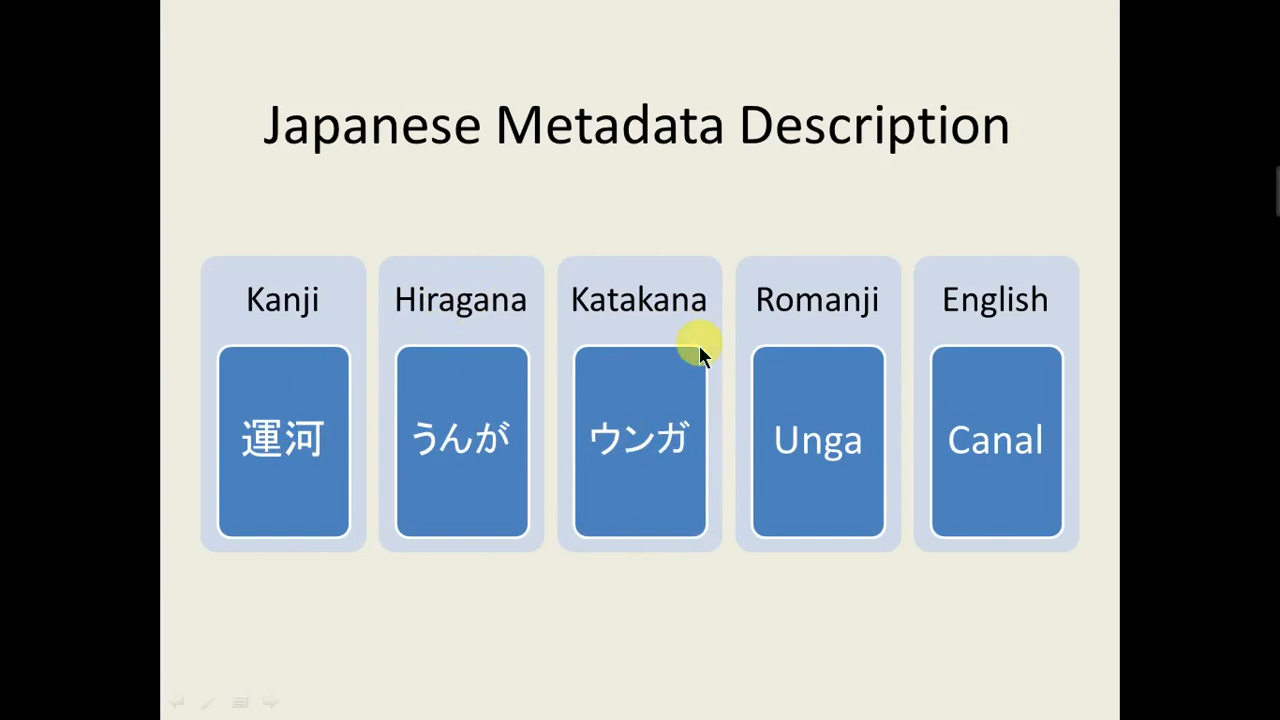 Japanese Metadata Description
Kanji
運河
Hiragana
うんが
Katakana
ウンガ
Romanji
Unga
English
Canal